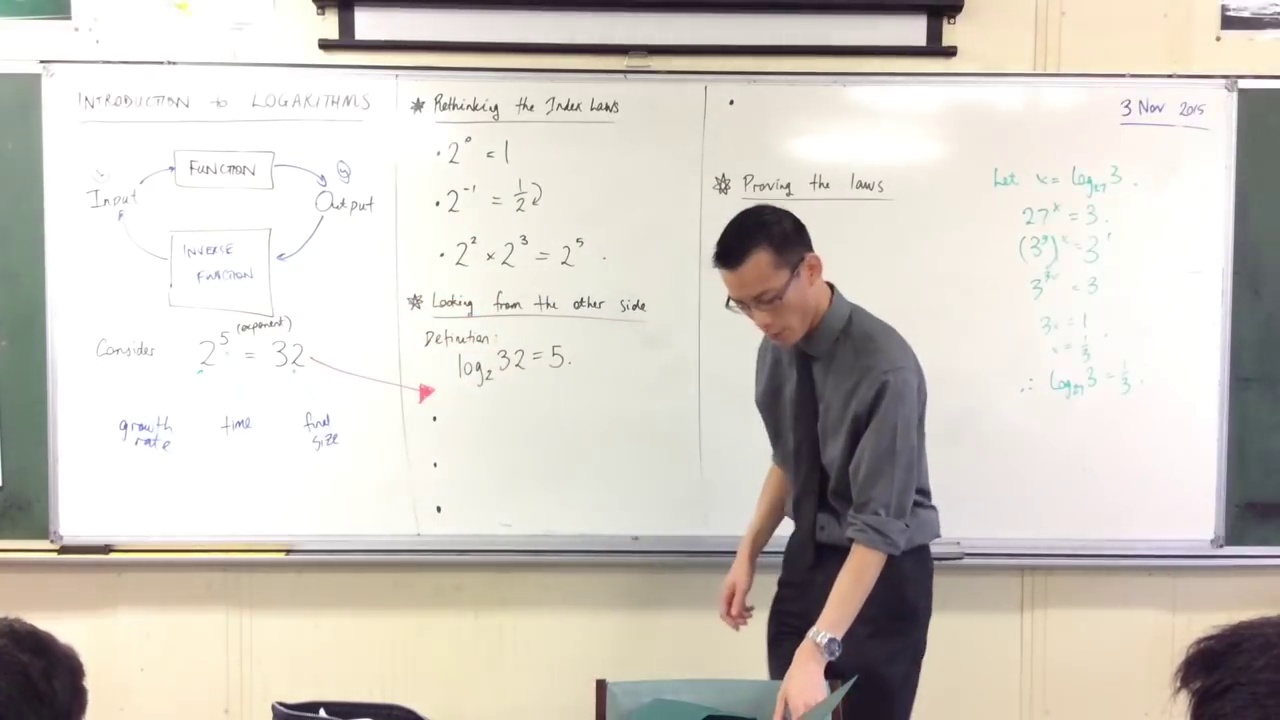 INTRODUCTION to LOGARITHMS
FUNCTION
Input
Output
INVERSE
FUNCTION
(exponent)
Consider 2⁵ = 32
growth rate
time
final size
Rethinking the Index Laws
• 2⁰ = 1
• 2⁻¹ = 1/2
• 2² × 2³ = 2⁵.
Looking from the other side
Definition:
log₂ 32 = 5.
Proving the laws
3 Nov 2015
Let x = log₂₇ 3.
27ˣ = 3.
(3³)ˣ = 3¹
3³ˣ = 3
3x = 1
x = 1/3
∴ log₂₇ 3 = 1/3.